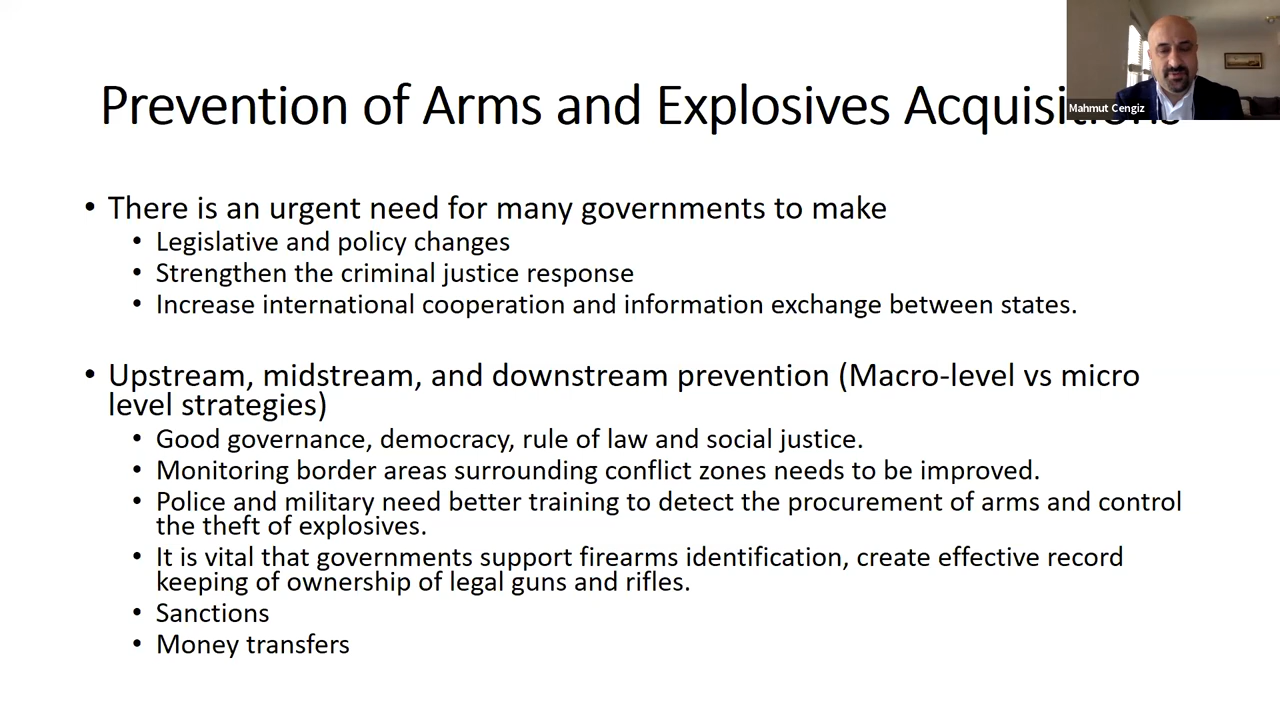 Prevention of Arms and Explosives Acquisitions
Mahmut Cengiz
• There is an urgent need for many governments to make
• Legislative and policy changes
• Strengthen the criminal justice response
• Increase international cooperation and information exchange between states.
• Upstream, midstream, and downstream prevention (Macro-level vs micro
level strategies)
• Good governance, democracy, rule of law and social justice.
• Monitoring border areas surrounding conflict zones needs to be improved.
• Police and military need better training to detect the procurement of arms and control
the theft of explosives.
• It is vital that governments support firearms identification, create effective record
keeping of ownership of legal guns and rifles.
• Sanctions
• Money transfers